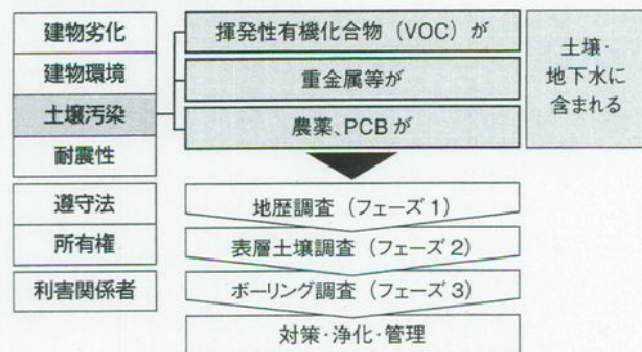 建物劣化
建物環境
土壌汚染
耐震性
遵守法
所有権
利害関係者
揮発性有機化合物（VOC）が
重金属等が
農薬、PCBが
土壌・
地下水に
含まれる
地歴調査（フェーズ1）
表層土壌調査（フェーズ2）
ボーリング調査（フェーズ3）
対策・浄化・管理